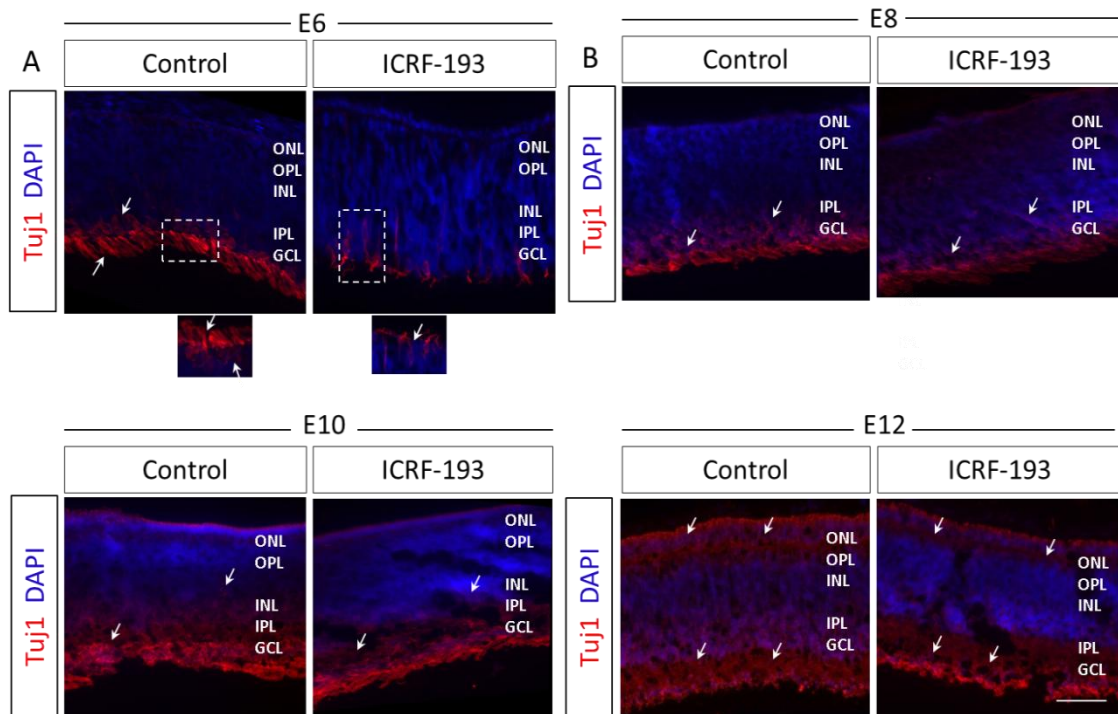 E6
A
Control
ICRF-193
Tuj1 DAPI
ONL
OPL
INL
IPL
GCL
ONL
OPL
INL
IPL
GCL
E8
B
Control
ICRF-193
Tuj1 DAPI
ONL
OPL
INL
IPL
GCL
ONL
OPL
INL
IPL
GCL
E10
Control
ICRF-193
Tuj1 DAPI
ONL
OPL
INL
IPL
GCL
ONL
OPL
INL
IPL
GCL
E12
Control
ICRF-193
Tuj1 DAPI
ONL
OPL
INL
IPL
GCL
ONL
OPL
INL
IPL
GCL